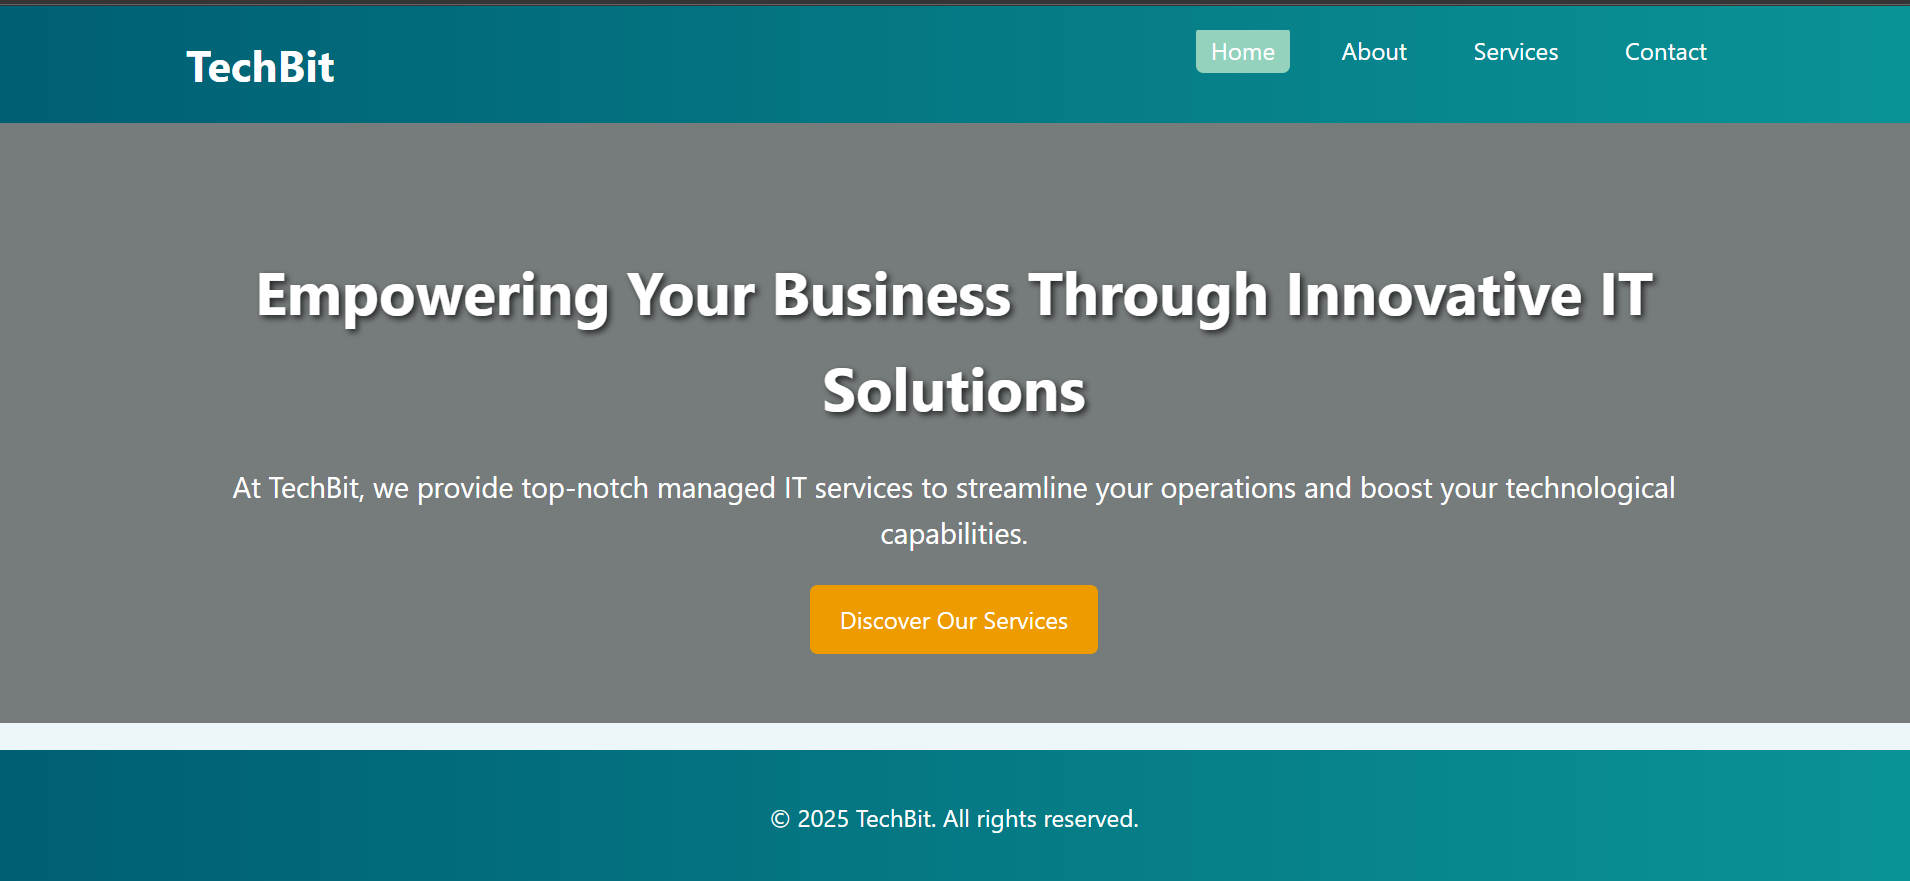 TechBit
Home About Services Contact
Empowering Your Business Through Innovative IT
Solutions
At TechBit, we provide top-notch managed IT services to streamline your operations and boost your technological
capabilities.
Discover Our Services
© 2025 TechBit. All rights reserved.